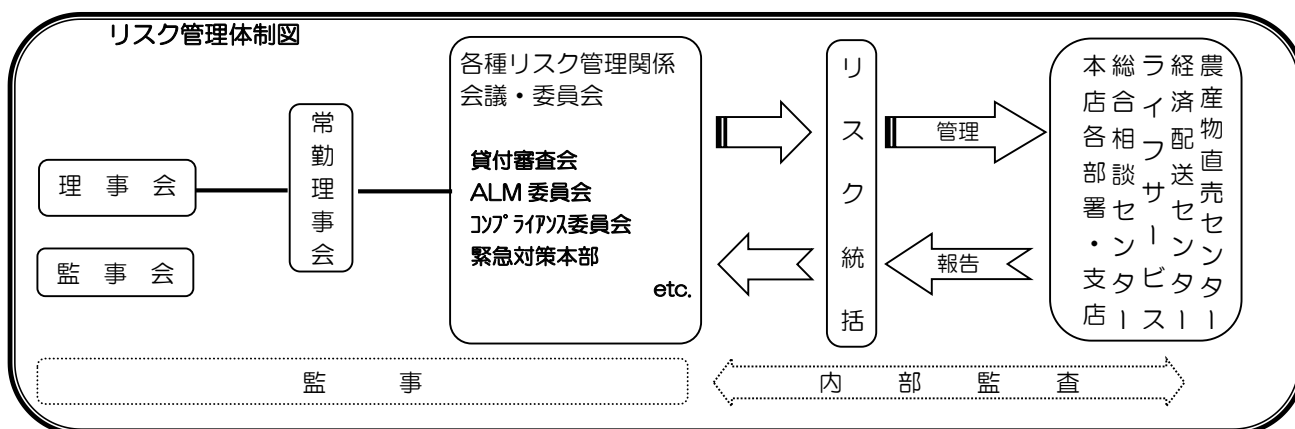 リスク管理体制図
理事会
監事会
常勤理事会
各種リスク管理関係
会議・委員会
貸付審査会
ALM 委員会
ｺﾝﾌﾟﾗｲｱﾝｽ委員会
緊急対策本部
etc.
リスク統括
管理
報告
農産物直売センター
経済配送センター
ライフサービス
総合相談センター
本店各部署・支店
監事
内部監査